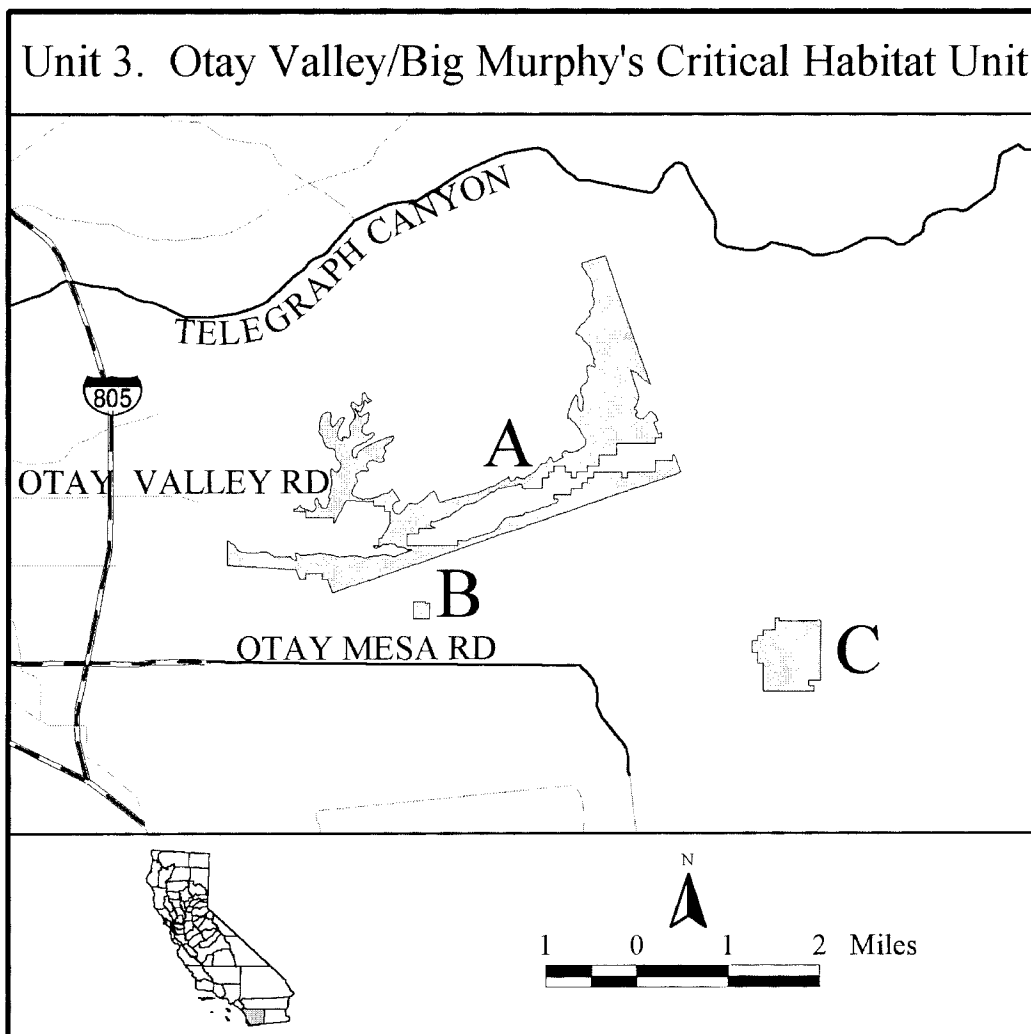 Unit 3. Otay Valley/Big Murphy's Critical Habitat Unit
TELEGRAPH CANYON
805
A
OTAY VALLEY RD
B
OTAY MESA RD
C
N
1 0 1 2 Miles